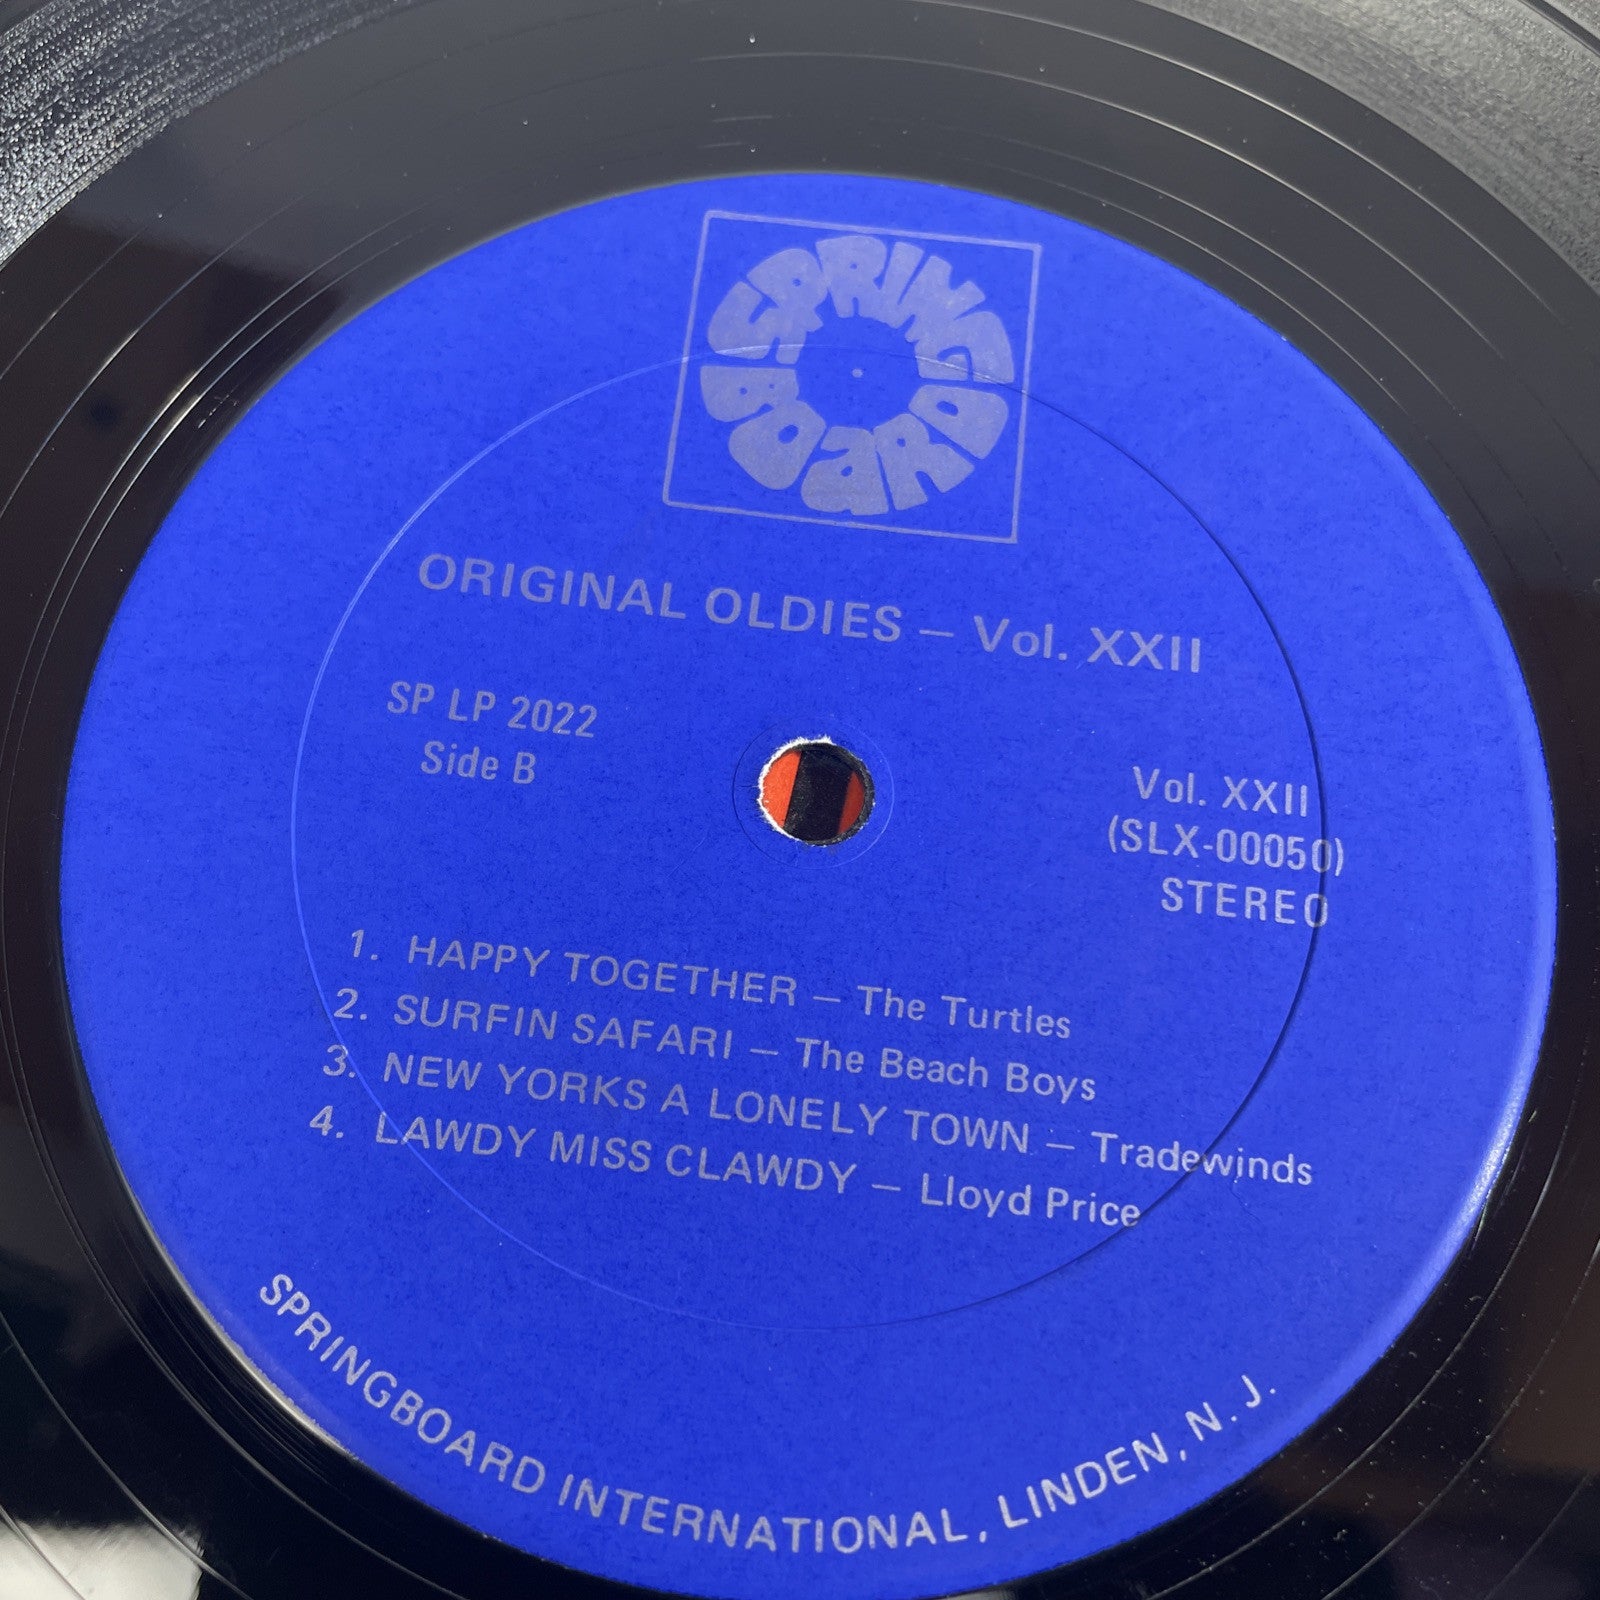 SPRINGBOARD
ORIGINAL OLDIES – Vol. XXII
SP LP 2022
Side B
Vol. XXII
(SLX-00050)
STEREO
1. HAPPY TOGETHER – The Turtles
2. SURFIN SAFARI – The Beach Boys
3. NEW YORKS A LONELY TOWN – Tradewinds
4. LAWDY MISS CLAWDY – Lloyd Price
SPRINGBOARD INTERNATIONAL, LINDEN, N. J.